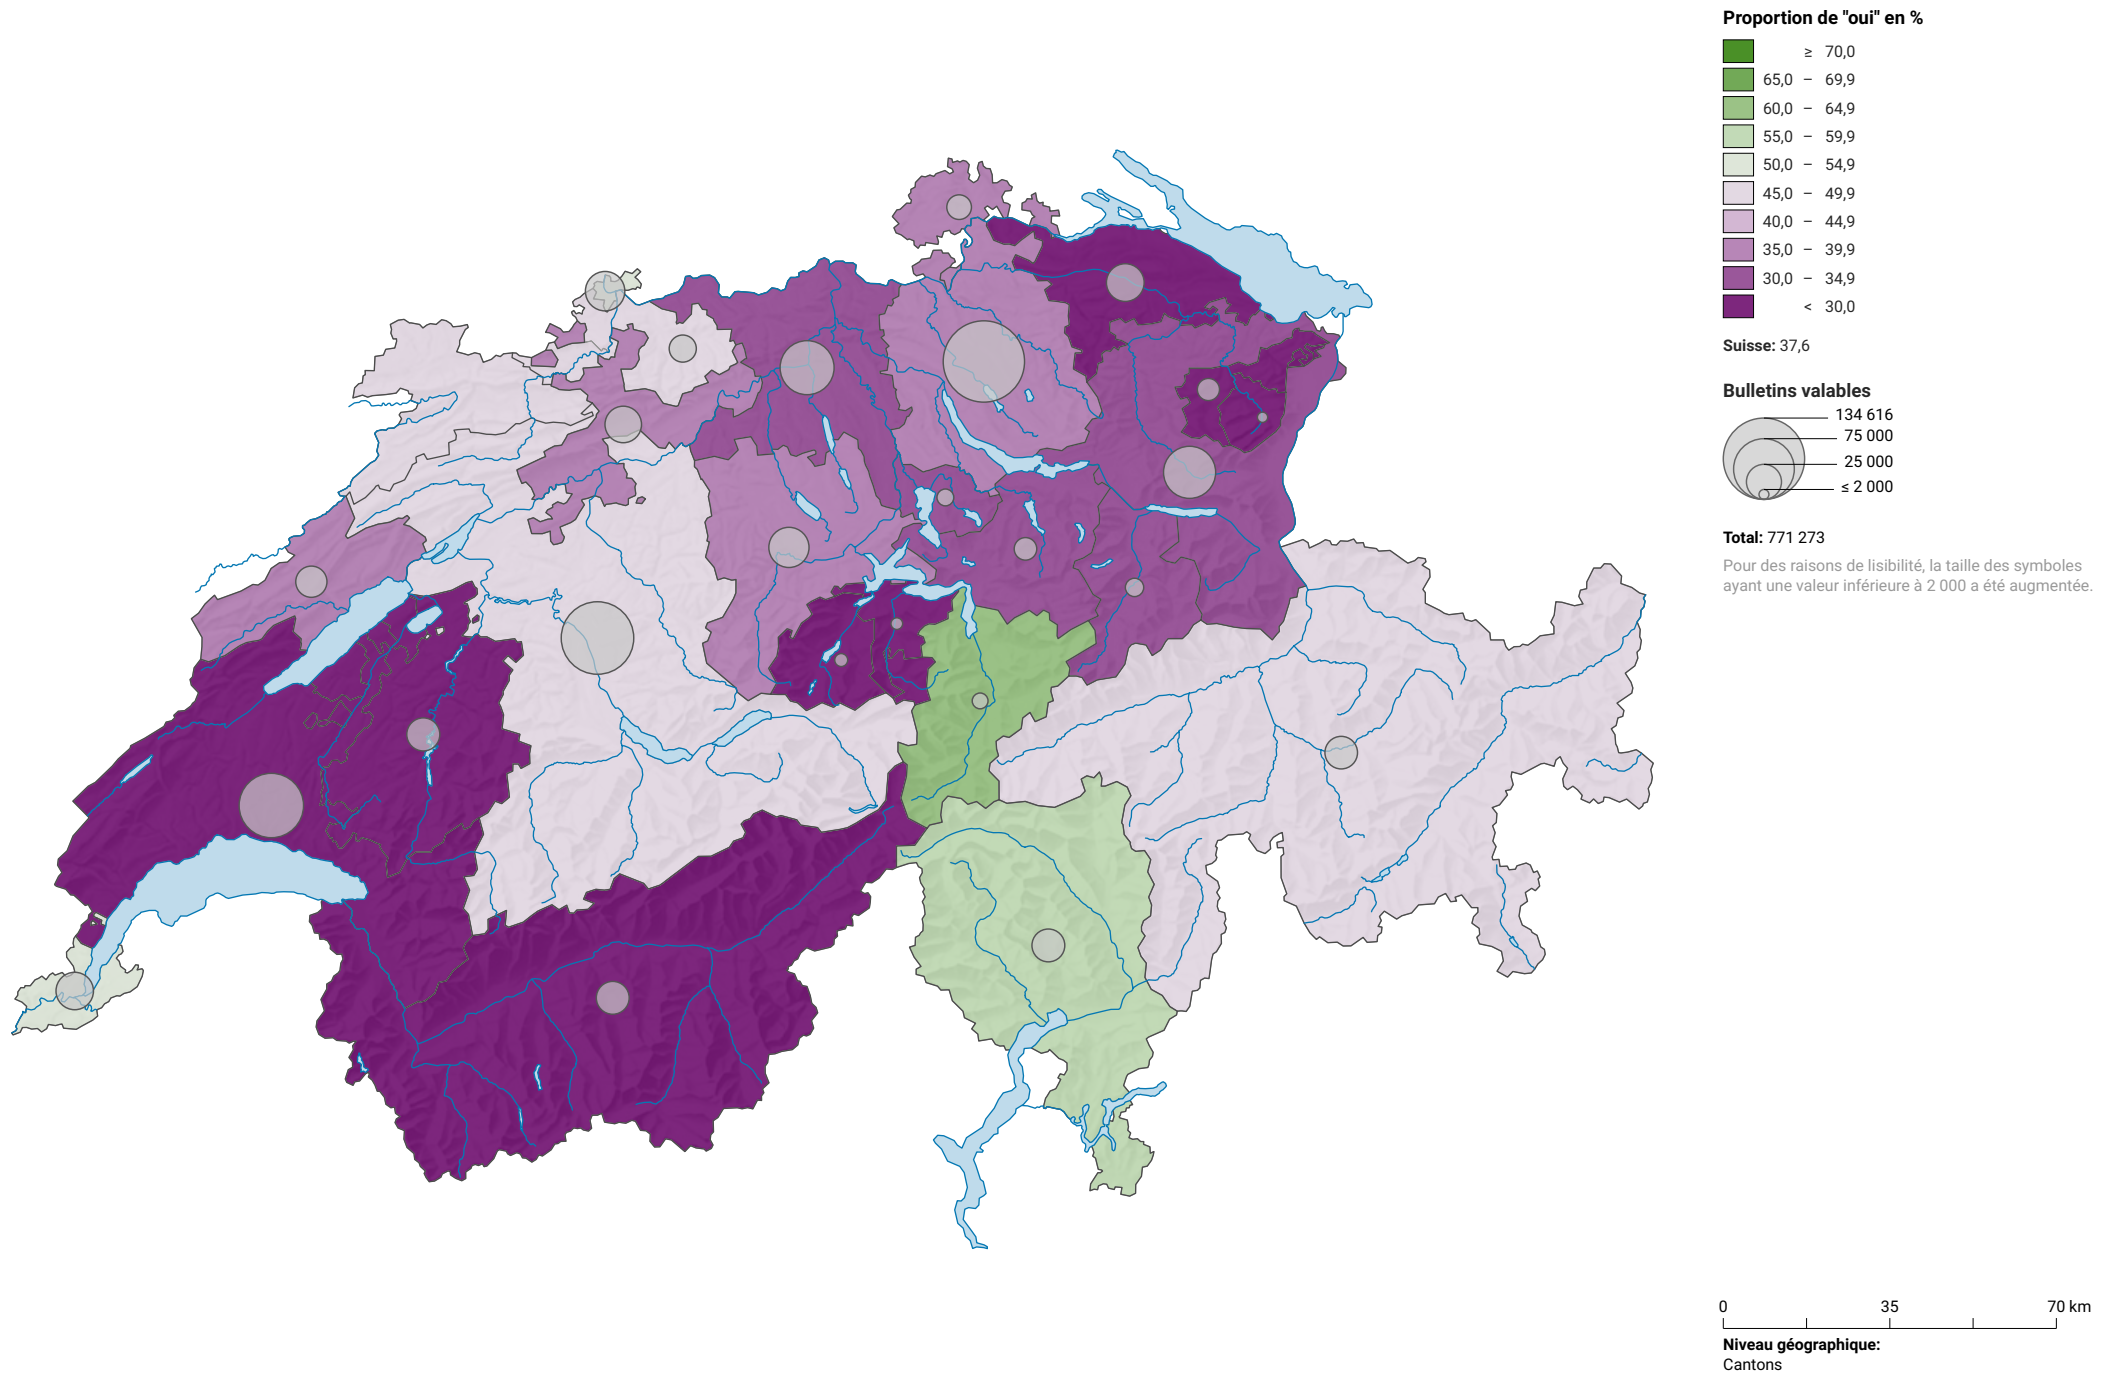 Proportion de "oui" en %
≥ 70,0
65,0 – 69,9
60,0 – 64,9
55,0 – 59,9
50,0 – 54,9
45,0 – 49,9
40,0 – 44,9
35,0 – 39,9
30,0 – 34,9
< 30,0
Suisse: 37,6
Bulletins valables
134 616
75 000
25 000
≤ 2 000
Total: 771 273
Pour des raisons de lisibilité, la taille des symboles
ayant une valeur inférieure à 2 000 a été augmentée.
0 35 70 km
Niveau géographique:
Cantons